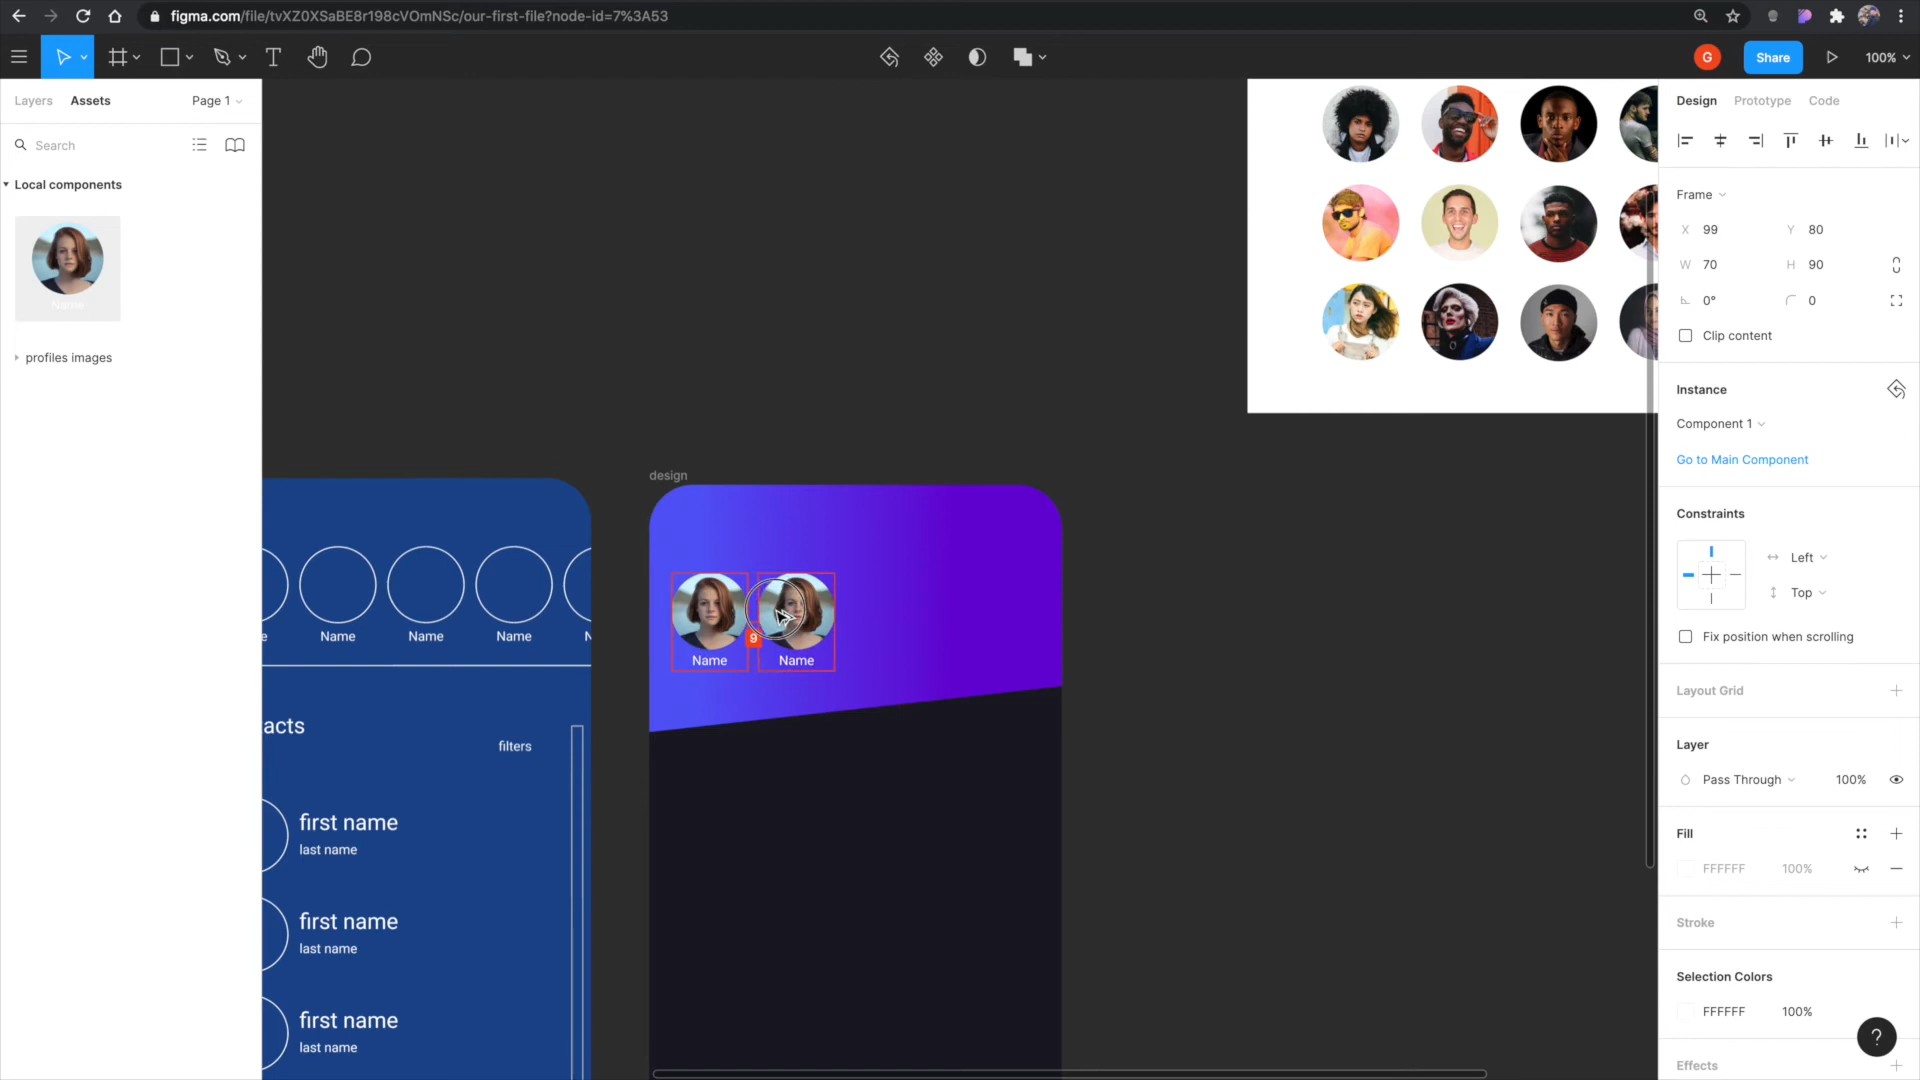 figma.com/file/tvXZ0XSaBE8r198cVOmNSc/our-first-file?node-id=7%3A53
G
Share
100%
Layers
Assets
Page 1
Search
Local components
Name
profiles images
design
Name
Name
9
e
Name
Name
Name
N
acts
filters
first name
last name
first name
last name
first name
last name
Design
Prototype
Code
Frame
X
99
Y
80
W
70
H
90
0°
0
Clip content
Instance
Component 1
Go to Main Component
Constraints
Left
Top
Fix position when scrolling
Layout Grid
Layer
Pass Through
100%
Fill
FFFFFF
100%
Stroke
Selection Colors
FFFFFF
100%
Effects
?